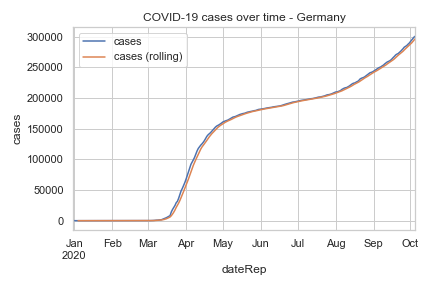 COVID-19 cases over time - Germany
cases
cases (rolling)
300000
250000
200000
150000
100000
50000
0
cases
Jan Feb Mar Apr May Jun Jul Aug Sep Oct
2020
dateRep